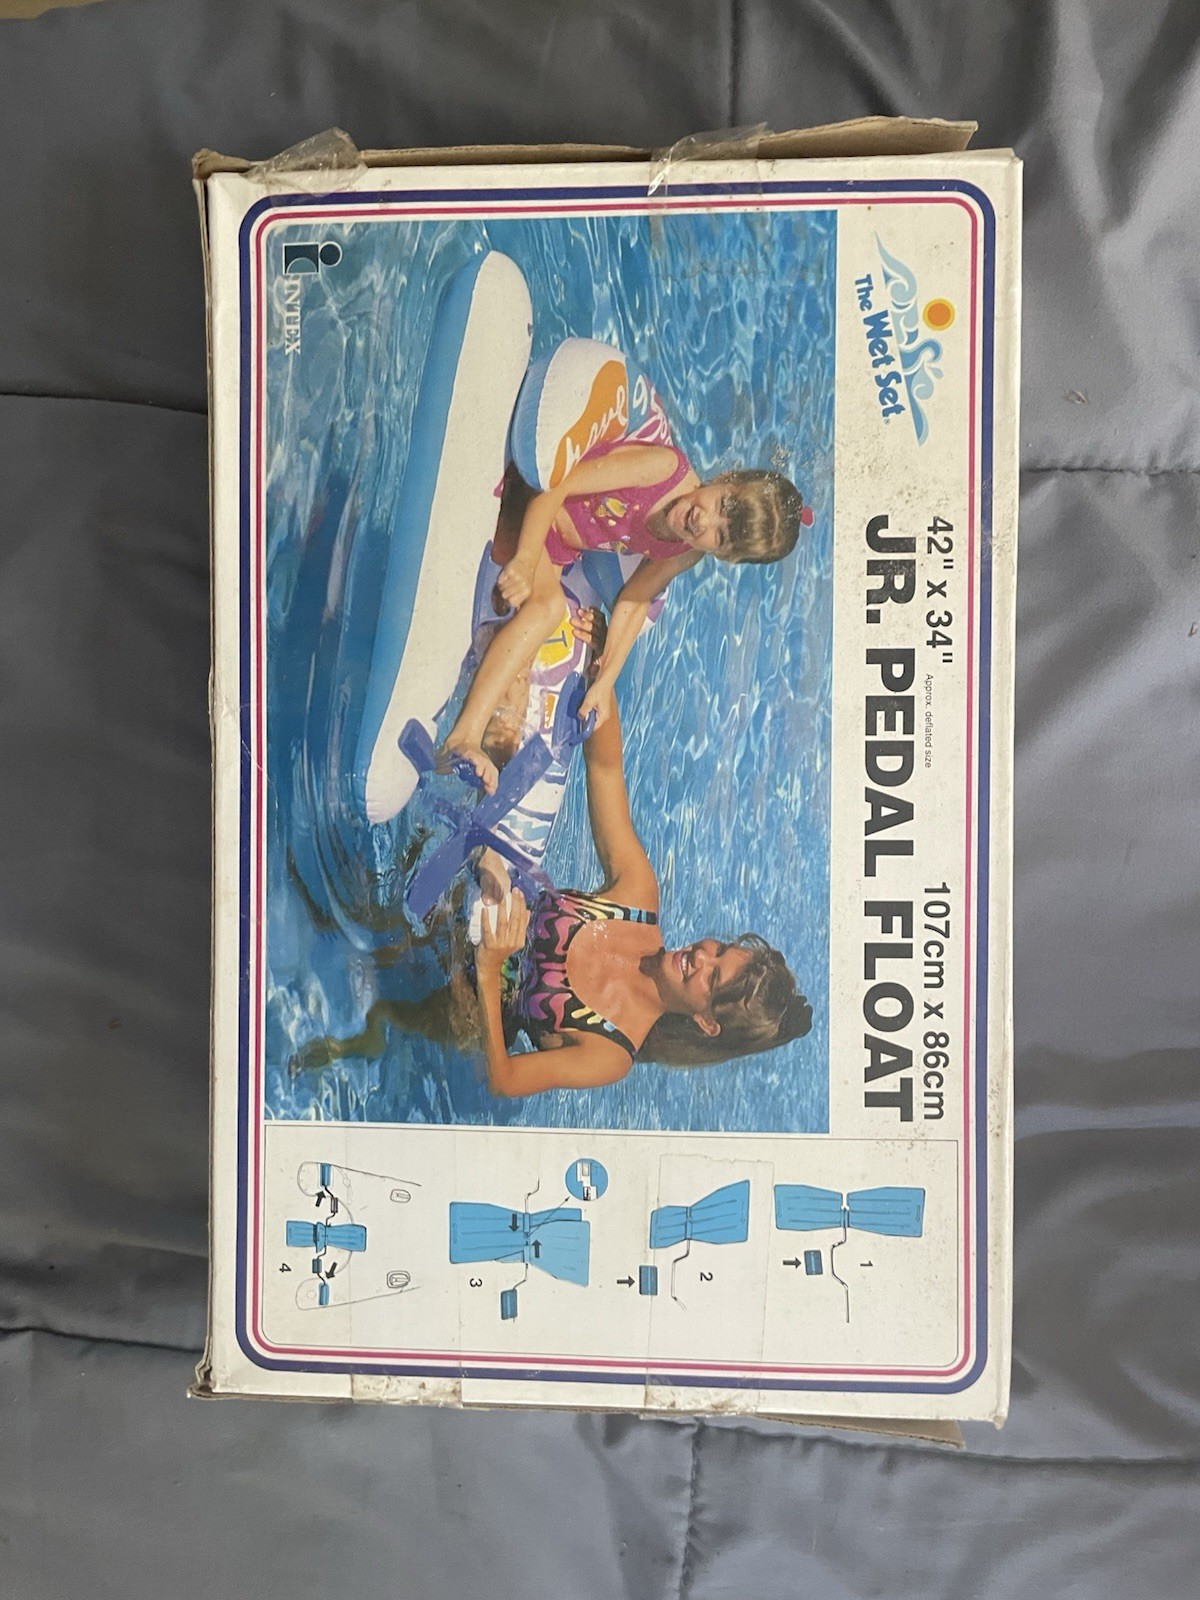 The Wet Set®
42" x 34"
Approx. deflated size
107cm x 86cm
JR. PEDAL FLOAT
INTEX
1
2
3
4